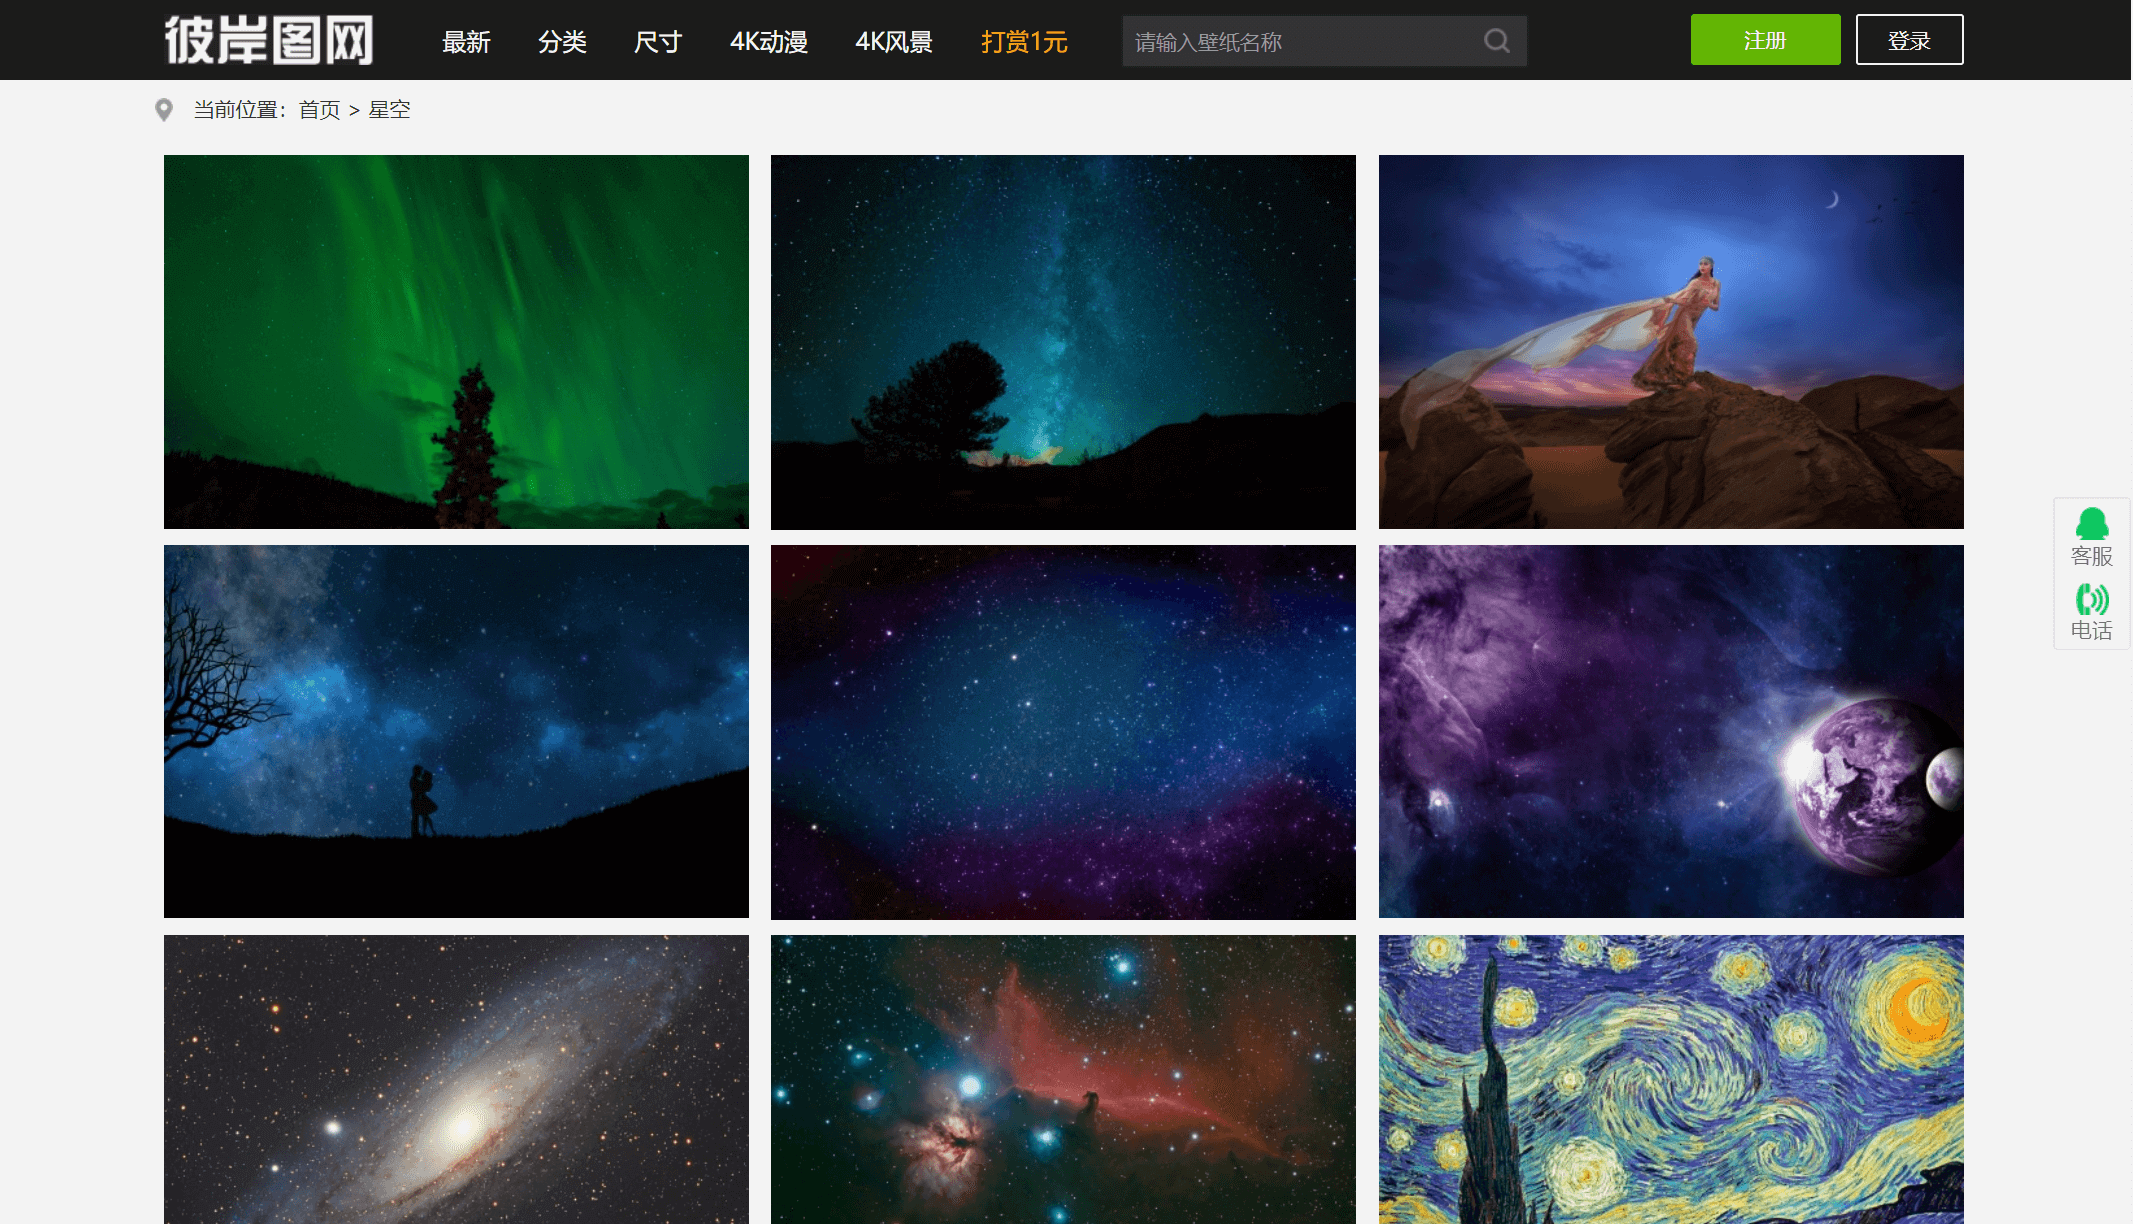 彼岸图网
最新 分类 尺寸 4K动漫 4K风景 打赏1元
请输入壁纸名称
注册 登录
当前位置：首页 > 星空
客服
电话